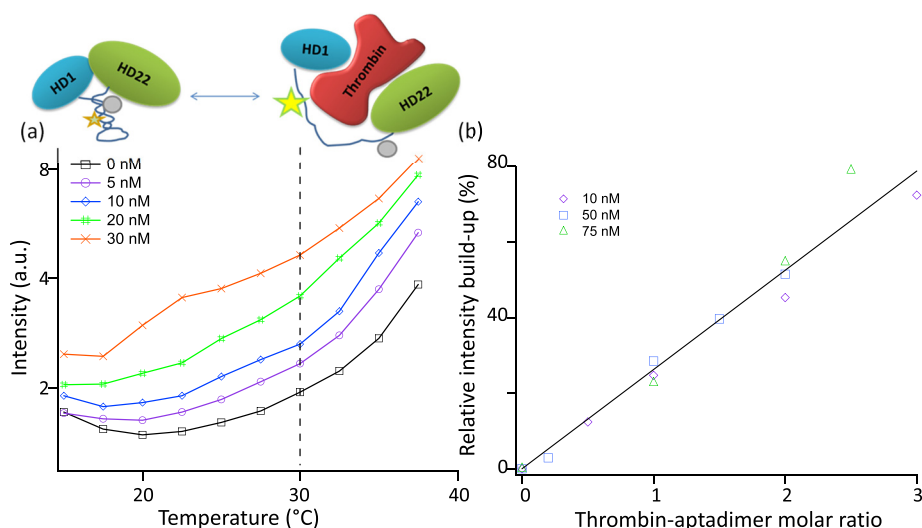 HD1
HD22
HD1
Thrombin
HD22
(a)
(b)
0 nM
5 nM
10 nM
20 nM
30 nM
8
4
2
Intensity (a.u.)
20
30
40
Temperature (°C)
10 nM
50 nM
75 nM
80
40
0
Relative intensity build-up (%)
0
1
2
3
Thrombin-aptadimer molar ratio